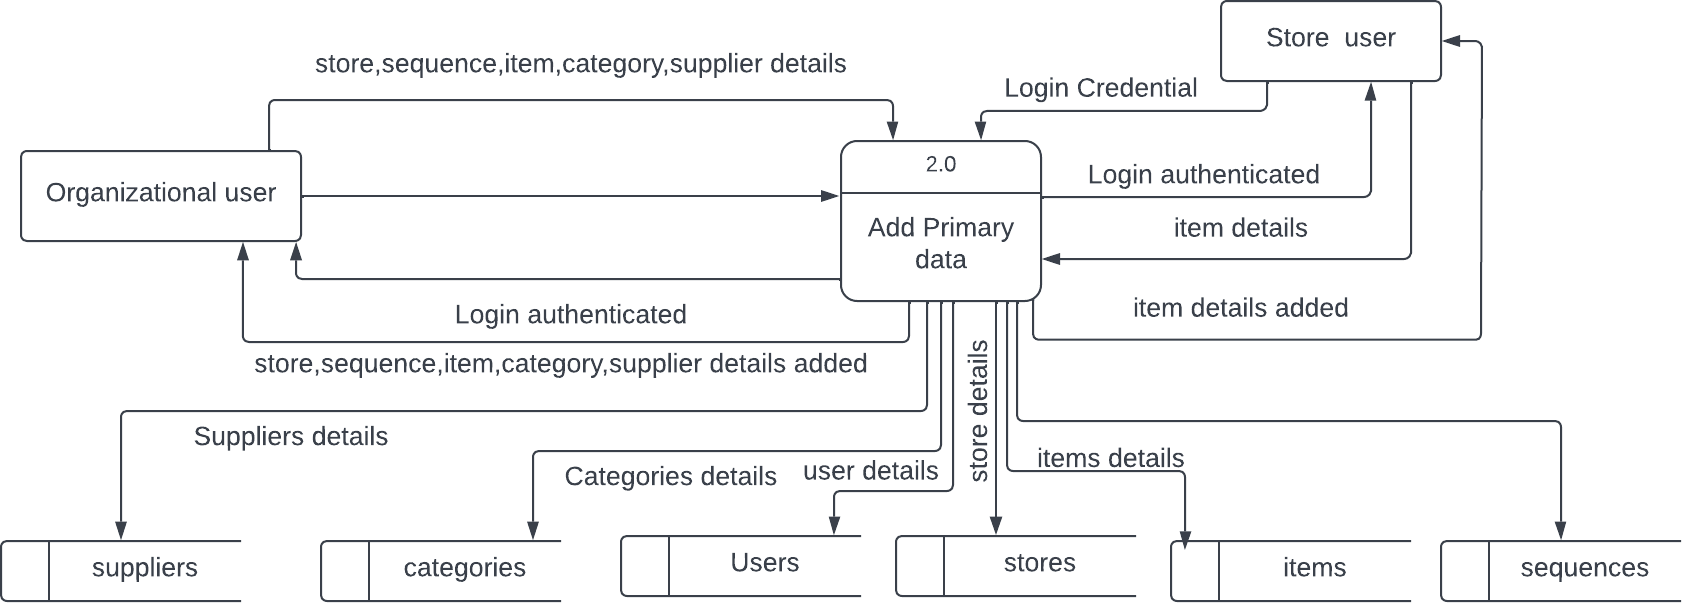 Store  user
store,sequence,item,category,supplier details
Login Credential
2.0
Login authenticated
Organizational user
Add Primary
data
item details
item details added
Login authenticated
store,sequence,item,category,supplier details added
store details
Suppliers details
Categories details
user details
items details
suppliers
categories
Users
stores
items
sequences